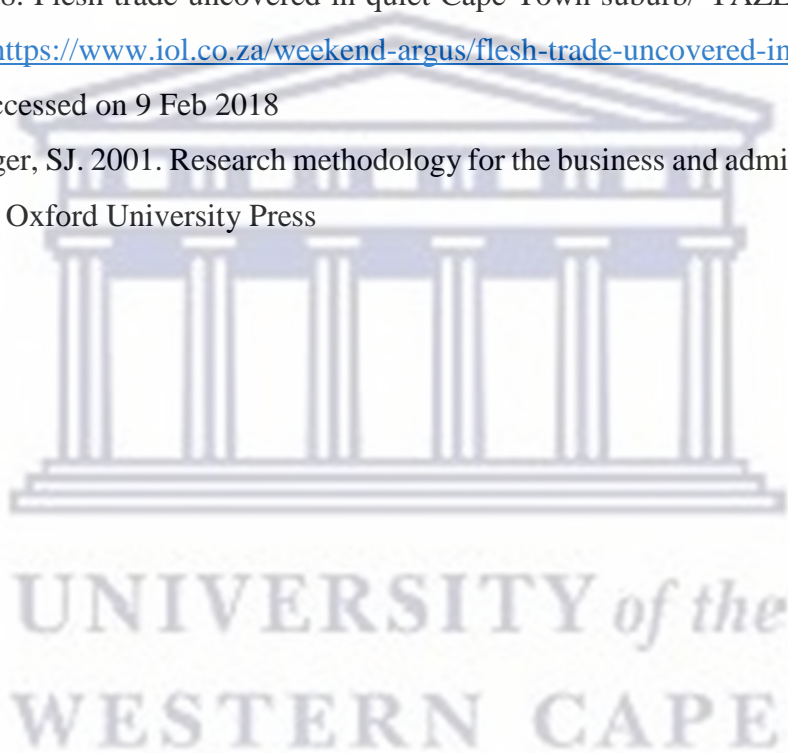 8. Flesh trade uncovered in quiet Cape Town suburb/
https://www.iol.co.za/weekend-argus/flesh-trade-uncovered-in
ccessed on 9 Feb 2018
ger, SJ. 2001. Research methodology for the business and admi
Oxford University Press
UNIVERSITY of the
WESTERN CAPE